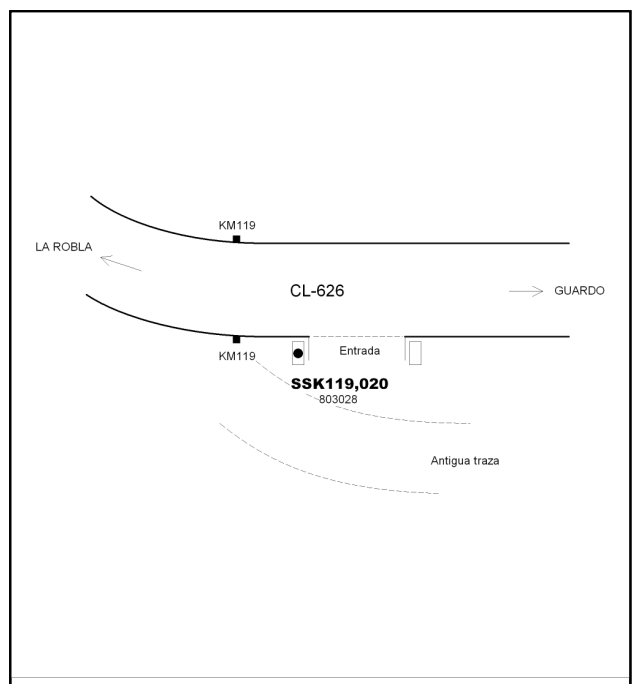 KM119
LA ROBLA
CL-626
GUARDO
KM119
Entrada
SSK119,020
803028
Antigua traza